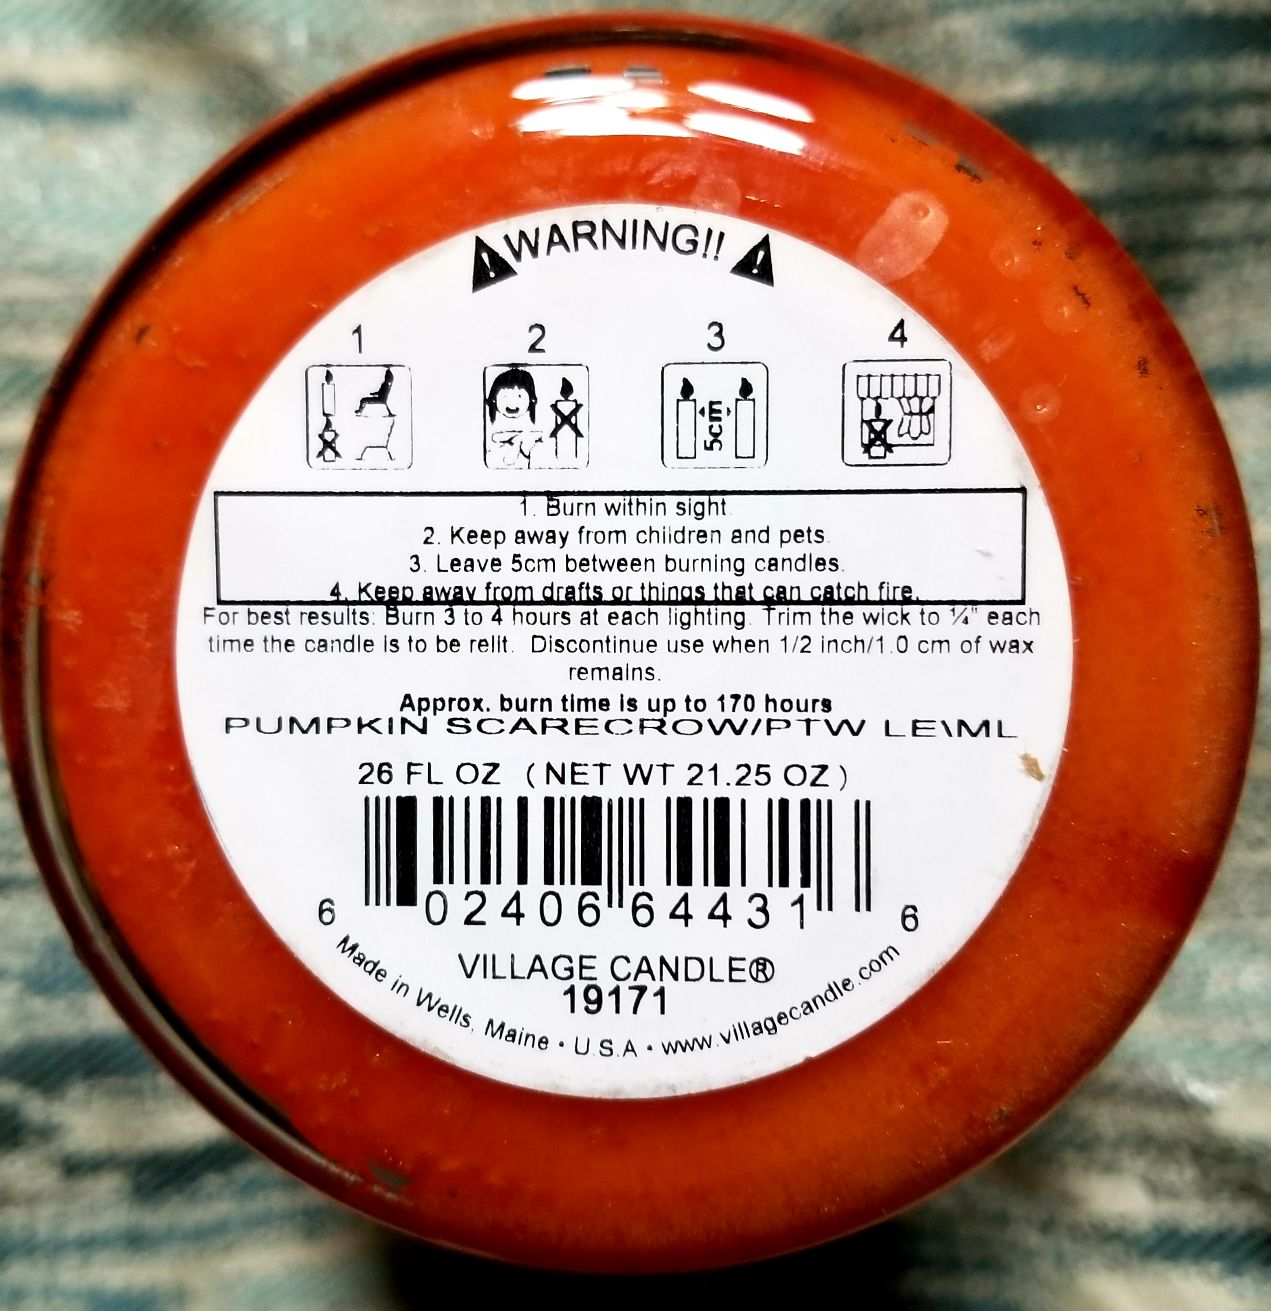 WARNING!!
1 2 3 4
5cm
1. Burn within sight.
2. Keep away from children and pets.
3. Leave 5cm between burning candles.
4. Keep away from drafts or things that can catch fire.
For best results: Burn 3 to 4 hours at each lighting. Trim the wick to ¼" each
time the candle is to be relit. Discontinue use when 1/2 inch/1.0 cm of wax
remains.
Approx. burn time is up to 170 hours
PUMPKIN SCARECROW/PTW LE\ML
26 FL OZ (NET WT 21.25 OZ)
6 02406 64431 6
VILLAGE CANDLE®
19171
Made in Wells, Maine • U.S.A • www.villagecandle.com